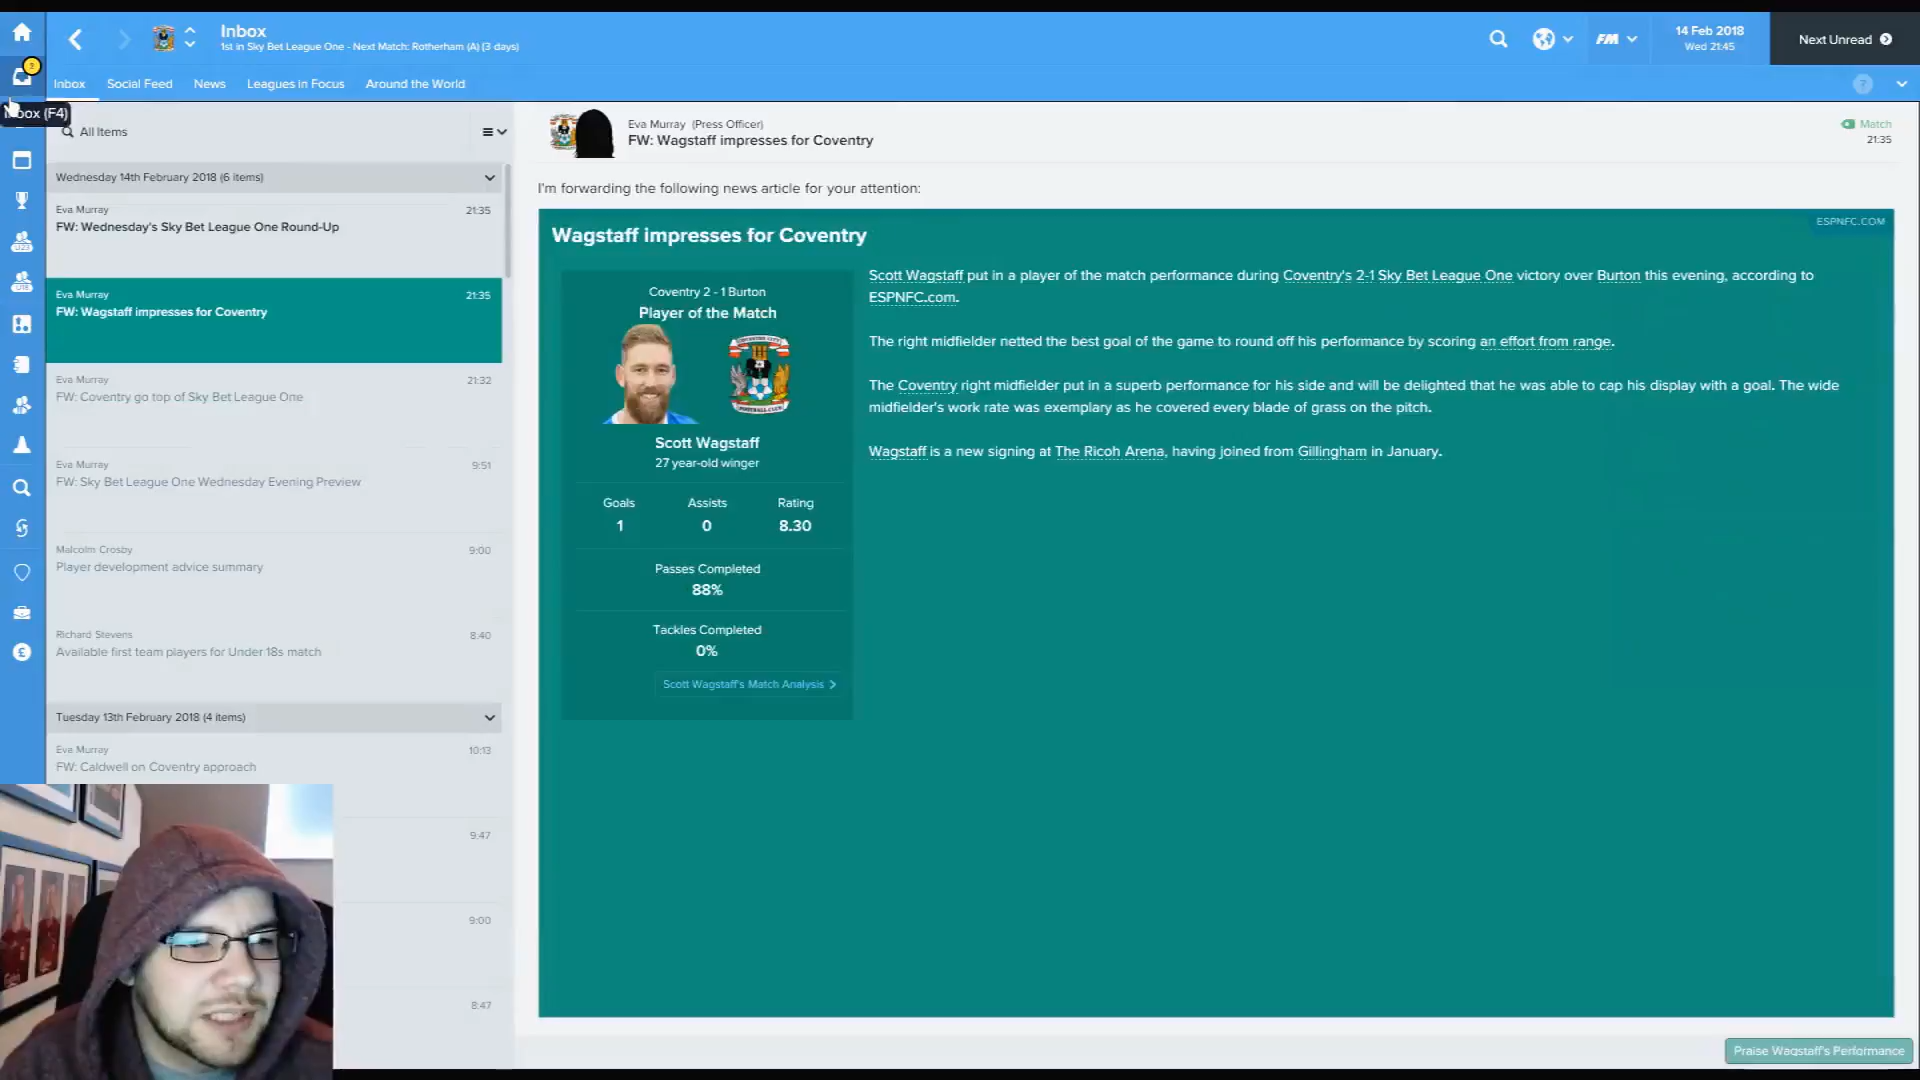 Inbox
1st in Sky Bet League One - Next Match: Rotherham (A) (3 days)
FM
14 Feb 2018
Wed 21:45
Next Unread
2
Inbox
Social Feed
News
Leagues in Focus
Around the World
?
(F4)
All Items
Wednesday 14th February 2018 (6 items)
Eva Murray
21:35
FW: Wednesday's Sky Bet League One Round-Up
Eva Murray
21:35
FW: Wagstaff impresses for Coventry
Eva Murray
21:32
FW: Coventry go top of Sky Bet League One
Eva Murray
9:51
FW: Sky Bet League One Wednesday Evening Preview
Malcolm Crosby
9:00
Player development advice summary
Richard Stevens
8:40
Available first team players for Under 18s match
Tuesday 13th February 2018 (4 items)
Eva Murray
10:13
FW: Caldwell on Coventry approach
9:47
9:00
8:47
U23
U18
£
Eva Murray (Press Officer)
FW: Wagstaff impresses for Coventry
Match
21:35
I'm forwarding the following news article for your attention:
ESPNFC.COM
Wagstaff impresses for Coventry
Coventry 2 - 1 Burton
Player of the Match
Scott Wagstaff
27 year-old winger
Goals
Assists
Rating
1
0
8.30
Passes Completed
88%
Tackles Completed
0%
Scott Wagstaff's Match Analysis
Scott Wagstaff put in a player of the match performance during Coventry's 2-1 Sky Bet League One victory over Burton this evening, according to
ESPNFC.com.
The right midfielder netted the best goal of the game to round off his performance by scoring an effort from range.
The Coventry right midfielder put in a superb performance for his side and will be delighted that he was able to cap his display with a goal. The wide
midfielder's work rate was exemplary as he covered every blade of grass on the pitch.
Wagstaff is a new signing at The Ricoh Arena, having joined from Gillingham in January.
Praise Wagstaff's Performance